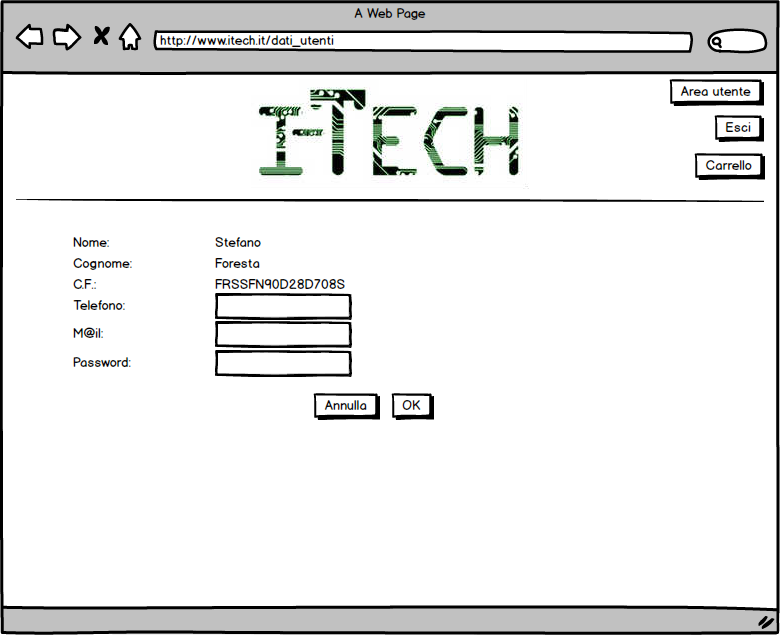 A Web Page
http://www.itech.it/dati_utenti
I-TECH
Area utente
Esci
Carrello
Nome: Stefano
Cognome: Foresta
C.F.: FRSSFN90D28D708S
Telefono:
M@il:
Password:
Annulla OK